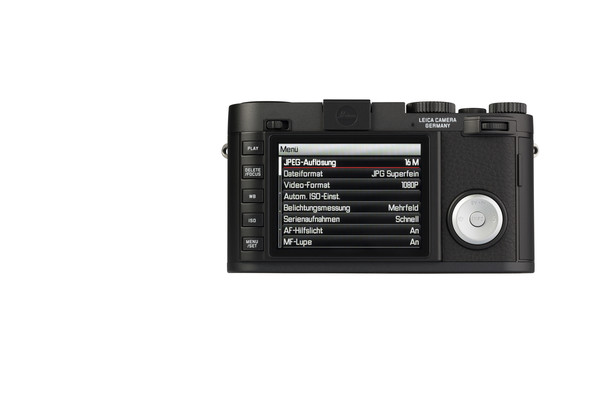 LEICA CAMERA
GERMANY
PLAY
DELETE
/FOCUS
WB
ISO
MENU
/SET
Menü
JPEG-Auflösung 16 M
Dateiformat JPG Superfein
Video-Format 1080P
Autom. ISO-Einst.
Belichtungsmessung Mehrfeld
Serienaufnahmen Schnell
AF-Hilfslicht An
MF-Lupe An